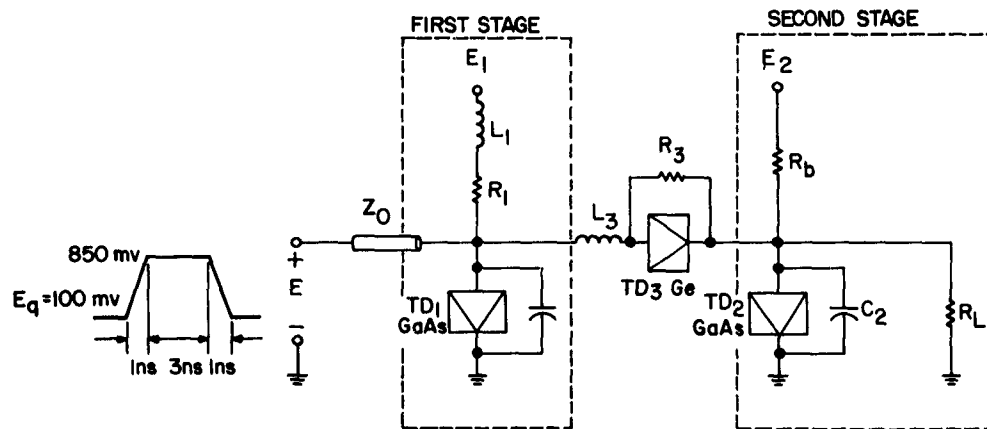 FIRST STAGE
SECOND STAGE
E1
E2
L1
R3
Rb
R1
Z0
L3
850 mv
+
E
TD3 Ge
Eq=100 mv
TD1
GaAs
TD2
GaAs
C2
RL
−
1ns 3ns 1ns